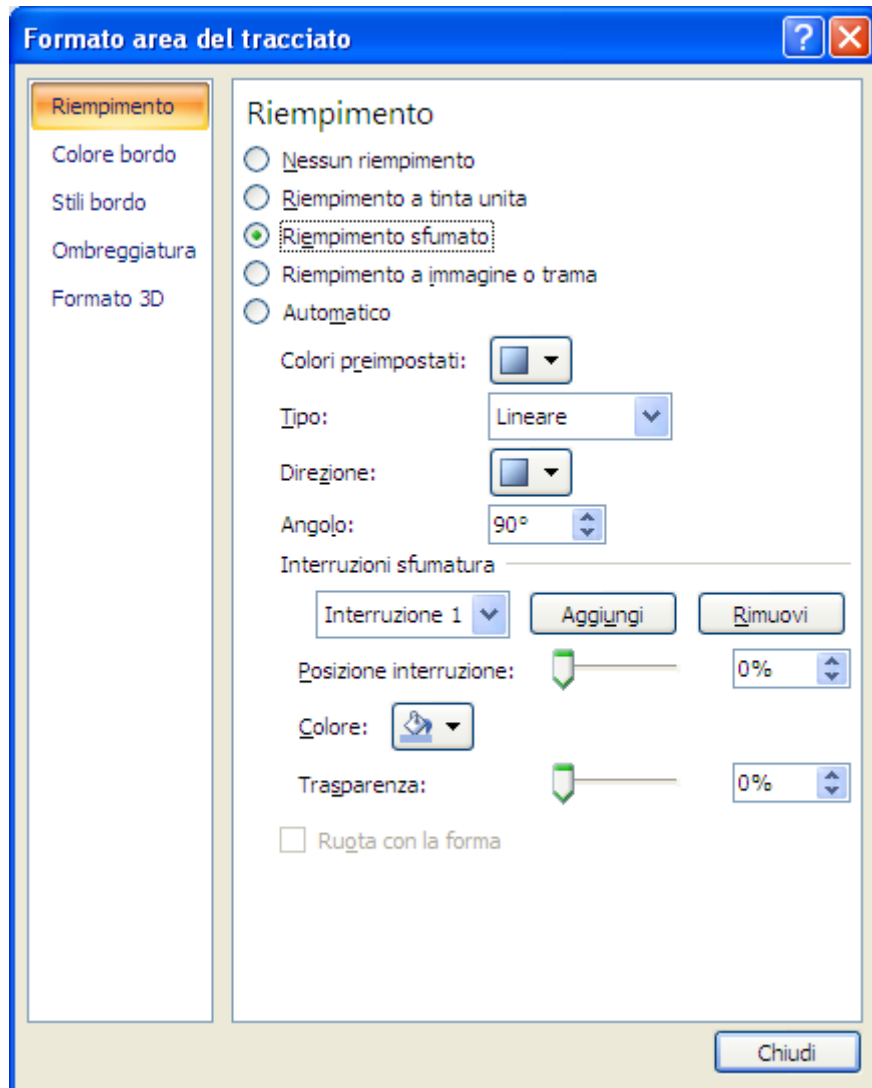 Formato area del tracciato
Riempimento
Colore bordo
Stili bordo
Ombreggiatura
Formato 3D
Riempimento
Nessun riempimento
Riempimento a tinta unita
Riempimento sfumato
Riempimento a immagine o trama
Automatico
Colori preimpostati:
Tipo: Lineare
Direzione:
Angolo: 90°
Interruzioni sfumatura
Interruzione 1 Aggiungi Rimuovi
Posizione interruzione: 0%
Colore:
Trasparenza: 0%
Ruota con la forma
Chiudi